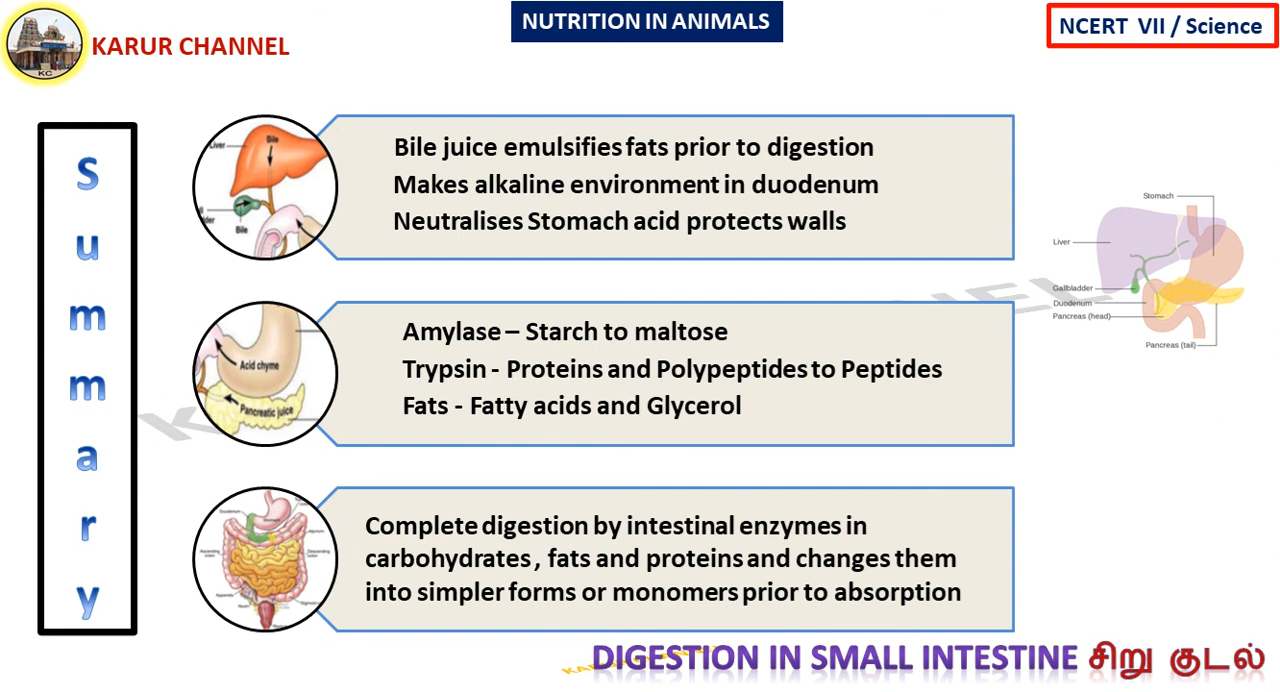 KC
KARUR CHANNEL
NUTRITION IN ANIMALS
NCERT VII / Science
Summary
Liver
Bile
Bile
Bile juice emulsifies fats prior to digestion
Makes alkaline environment in duodenum
Neutralises Stomach acid protects walls
Stomach
Liver
Gallbladder
Duodenum
Pancreas (head)
Pancreas (tail)
Acid chyme
Pancreatic juice
Amylase – Starch to maltose
Trypsin - Proteins and Polypeptides to Peptides
Fats - Fatty acids and Glycerol
Complete digestion by intestinal enzymes in
carbohydrates , fats and proteins and changes them
into simpler forms or monomers prior to absorption
DIGESTION IN SMALL INTESTINE சிறு குடல்